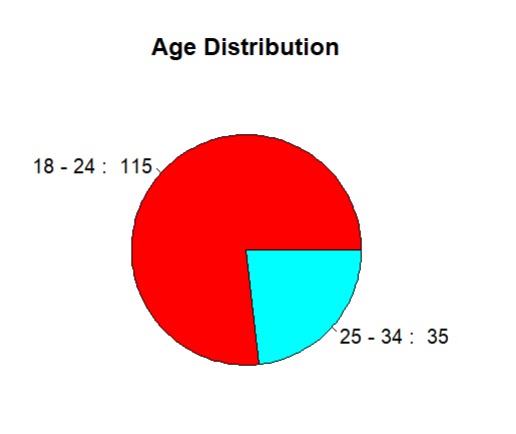 Age Distribution
18 - 24 :  115
25 - 34 :  35